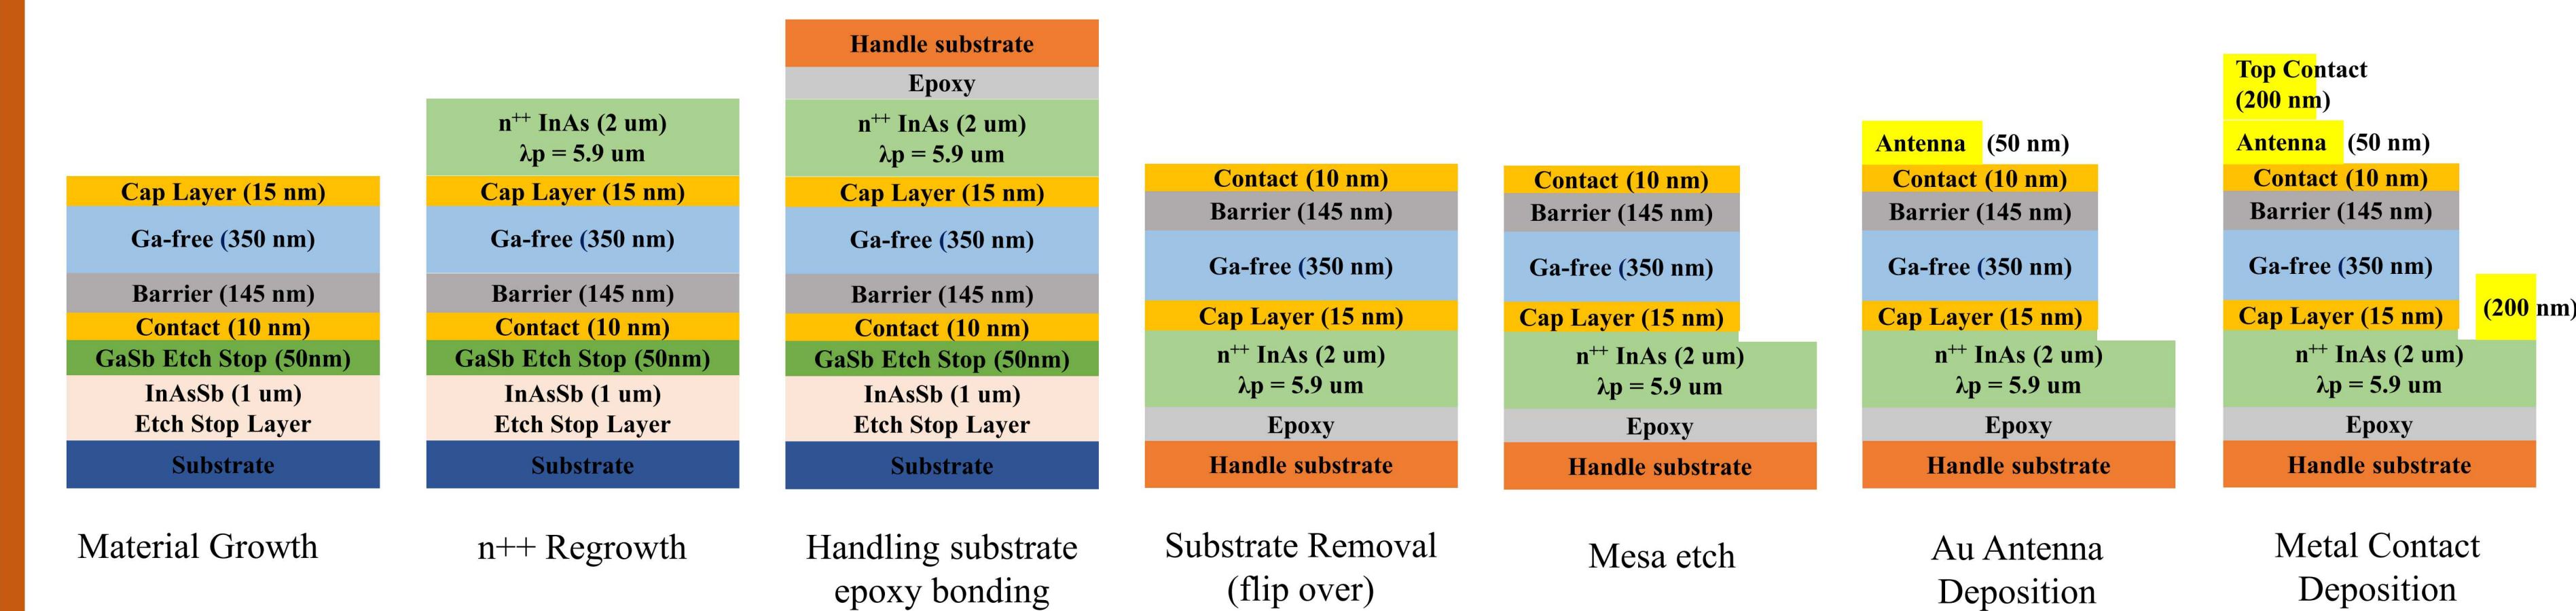 Cap Layer (15 nm)
Ga-free (350 nm)
Barrier (145 nm)
Contact (10 nm)
GaSb Etch Stop (50nm)
InAsSb (1 um)
Etch Stop Layer
Substrate
Material Growth
n++ InAs (2 um)
λp = 5.9 um
Cap Layer (15 nm)
Ga-free (350 nm)
Barrier (145 nm)
Contact (10 nm)
GaSb Etch Stop (50nm)
InAsSb (1 um)
Etch Stop Layer
Substrate
n++ Regrowth
Handle substrate
Epoxy
n++ InAs (2 um)
λp = 5.9 um
Cap Layer (15 nm)
Ga-free (350 nm)
Barrier (145 nm)
Contact (10 nm)
GaSb Etch Stop (50nm)
InAsSb (1 um)
Etch Stop Layer
Substrate
Handling substrate
epoxy bonding
Contact (10 nm)
Barrier (145 nm)
Ga-free (350 nm)
Cap Layer (15 nm)
n++ InAs (2 um)
λp = 5.9 um
Epoxy
Handle substrate
Substrate Removal
(flip over)
Contact (10 nm)
Barrier (145 nm)
Ga-free (350 nm)
Cap Layer (15 nm)
n++ InAs (2 um)
λp = 5.9 um
Epoxy
Handle substrate
Mesa etch
Antenna (50 nm)
Contact (10 nm)
Barrier (145 nm)
Ga-free (350 nm)
Cap Layer (15 nm)
n++ InAs (2 um)
λp = 5.9 um
Epoxy
Handle substrate
Au Antenna
Deposition
Top Contact
(200 nm)
Antenna (50 nm)
Contact (10 nm)
Barrier (145 nm)
Ga-free (350 nm)
Cap Layer (15 nm)
(200 nm)
n++ InAs (2 um)
λp = 5.9 um
Epoxy
Handle substrate
Metal Contact
Deposition